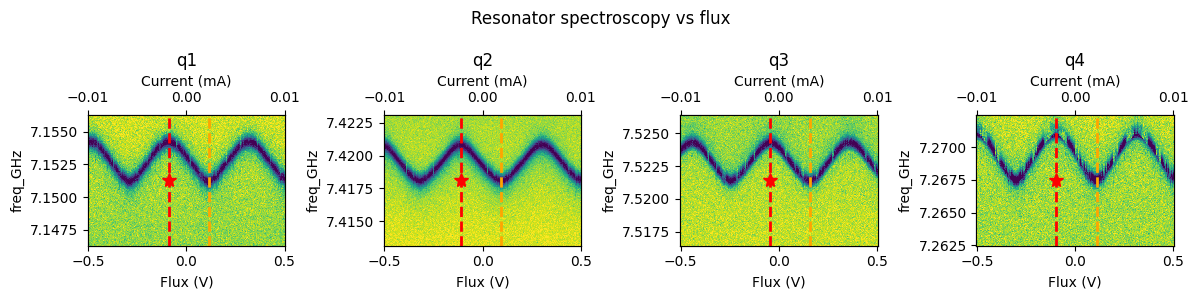 Resonator spectroscopy vs flux
q1
Current (mA)
−0.01 0.00 0.01
7.1550
7.1525
7.1500
7.1475
freq_GHz
−0.5 0.0 0.5
Flux (V)
q2
Current (mA)
−0.01 0.00 0.01
7.4225
7.4200
7.4175
7.4150
freq_GHz
−0.5 0.0 0.5
Flux (V)
q3
Current (mA)
−0.01 0.00 0.01
7.5250
7.5225
7.5200
7.5175
freq_GHz
−0.5 0.0 0.5
Flux (V)
q4
Current (mA)
−0.01 0.00 0.01
7.2700
7.2675
7.2650
7.2625
freq_GHz
−0.5 0.0 0.5
Flux (V)